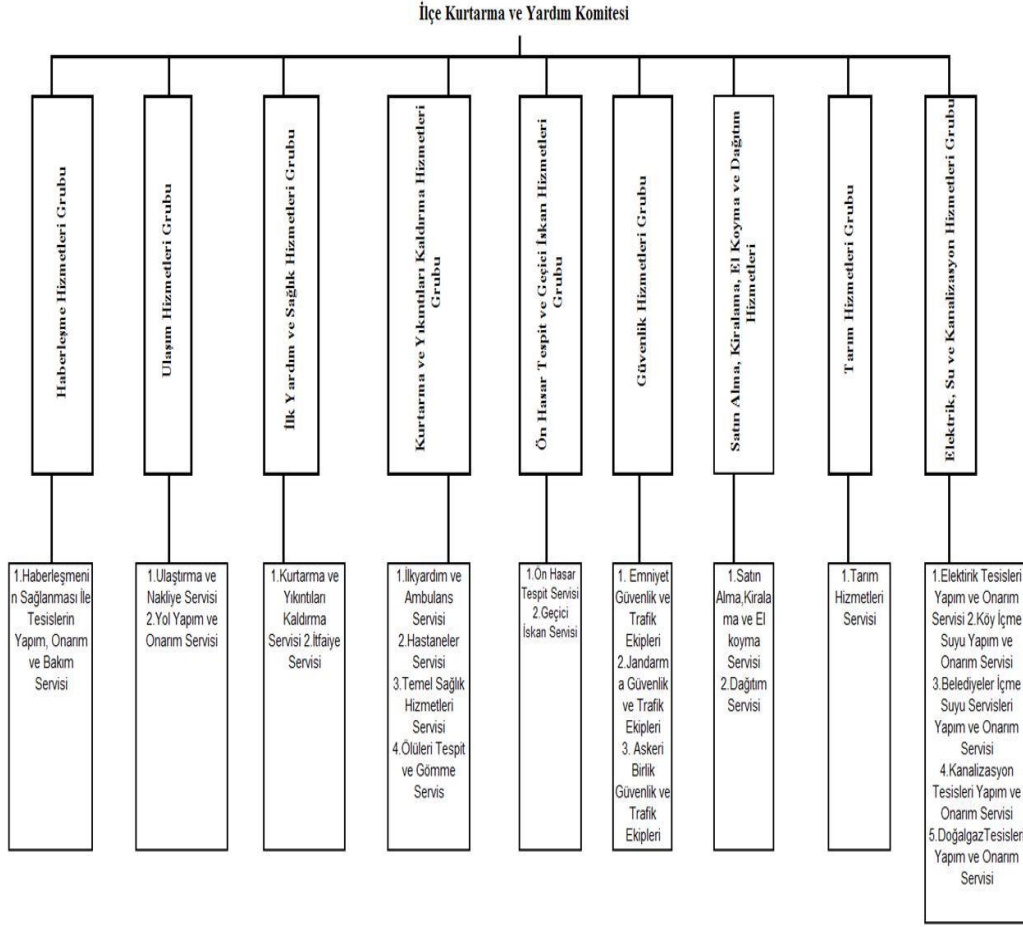 İlçe Kurtarma ve Yardım Komitesi
Haberleşme Hizmetleri Grubu
Ulaşım Hizmetleri Grubu
İlk Yardım ve Sağlık Hizmetleri Grubu
Kurtarma ve Yıkıntıları Kaldırma Hizmetleri
Grubu
Ön Hasar Tespit ve Geçici İskan Hizmetleri
Grubu
Güvenlik Hizmetleri Grubu
Satın Alma, Kiralama, El Koyma ve Dağıtım
Hizmetleri
Tarım Hizmetleri Grubu
Elektrik, Su ve Kanalizasyon Hizmetleri Grubu
1.Haberleşmeni
n Sağlanması İle
Tesislerin
Yapım, Onarım
ve Bakım
Servisi
1.Ulaştırma ve
Nakliye Servisi
2.Yol Yapım ve
Onarım Servisi
1.Kurtarma ve
Yıkıntıları
Kaldırma
Servisi 2.İtfaiye
Servisi
1.İlkyardım ve
Ambulans
Servisi
2.Hastaneler
Servisi
3.Temel Sağlık
Hizmetleri
Servisi
4.Ölüleri Tespit
ve Gömme
Servis
1.Ön Hasar
Tespit Servisi
2.Geçici
İskan Servisi
1. Emniyet
Güvenlik ve
Trafik
Ekipleri
2.Jandarm
a Güvenlik
ve Trafik
Ekipleri
3. Askeri
Birlik
Güvenlik ve
Trafik
Ekipleri
1.Satın
Alma,Kirala
ma ve El
koyma
Servisi
2.Dağıtım
Servisi
1.Tarım
Hizmetleri
Servisi
1.Elektirik Tesisleri
Yapım ve Onarım
Servisi 2.Köy İçme
Suyu Yapım ve
Onarım Servisi
3.Belediyeler İçme
Suyu Servisleri
Yapım ve Onarım
Servisi
4.Kanalizasyon
Tesisleri Yapım ve
Onarım Servisi
5.DoğalgazTesisleri
Yapım ve Onarım
Servisi